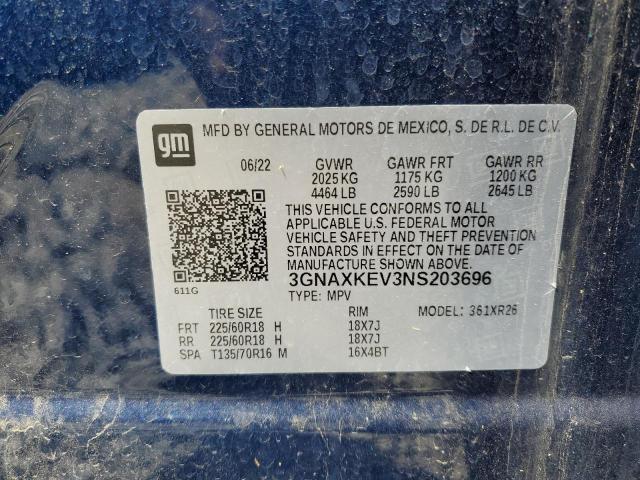 gm
MFD BY GENERAL MOTORS DE MEXICO, S. DE R.L. DE C.V.
06/22 GVWR GAWR FRT GAWR RR
2025 KG 1175 KG 1200 KG
4464 LB 2590 LB 2645 LB
THIS VEHICLE CONFORMS TO ALL
APPLICABLE U.S. FEDERAL MOTOR
VEHICLE SAFETY AND THEFT PREVENTION
STANDARDS IN EFFECT ON THE DATE OF
MANUFACTURE SHOWN ABOVE.
611G
3GNAXKEV3NS203696
TYPE: MPV
TIRE SIZE RIM MODEL: 361XR26
FRT 225/60R18 H 18X7J
RR 225/60R18 H 18X7J
SPA T135/70R16 M 16X4BT